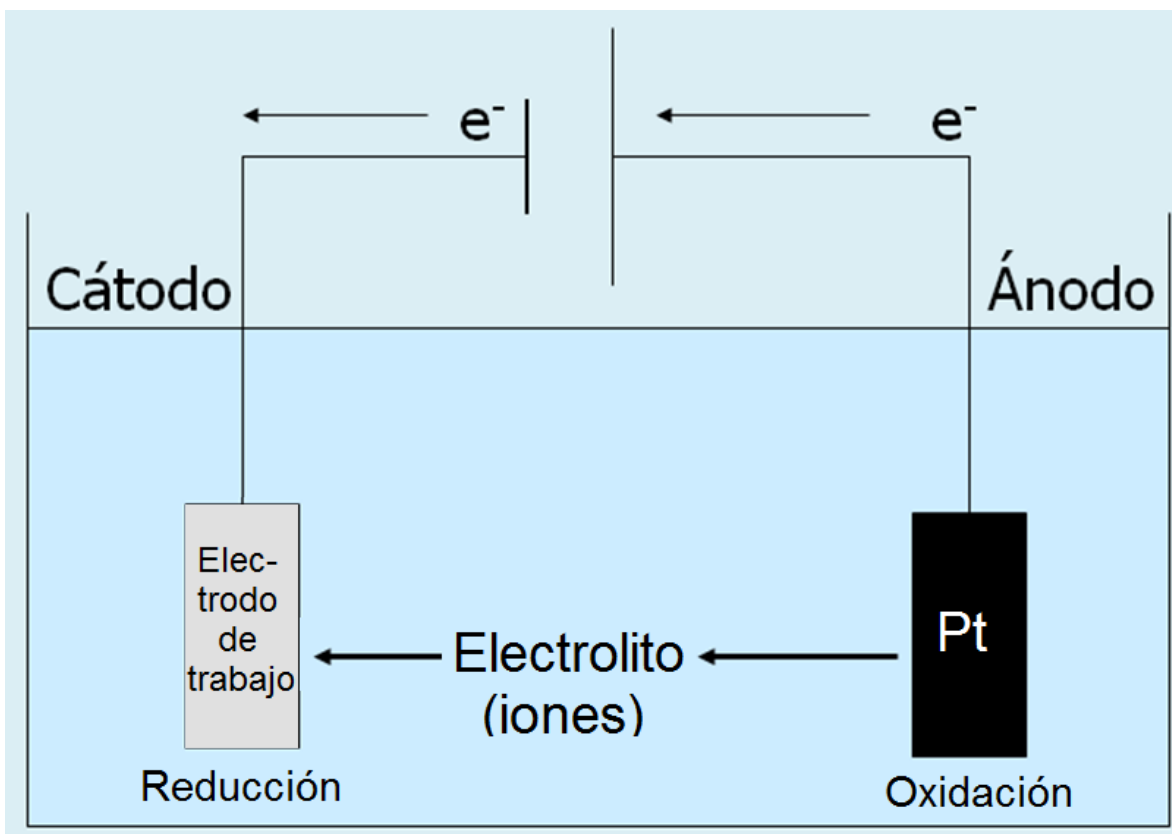 e⁻
e⁻
Cátodo
Ánodo
Elec-
trodo
de
trabajo
Electrolito
(iones)
Pt
Reducción
Oxidación